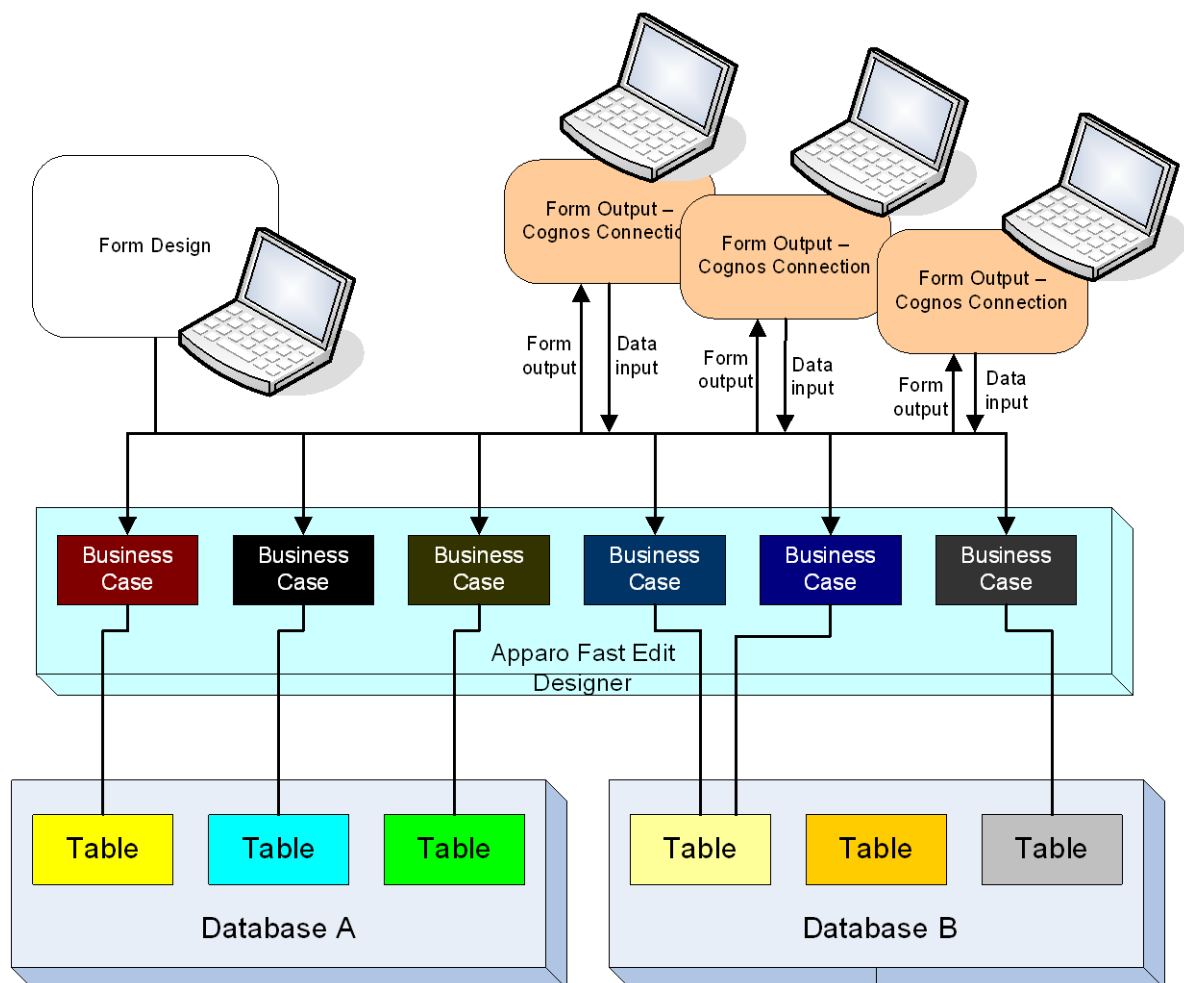 Form Output –
Cognos Connection
Form Output –
Cognos Connection
Form Output –
Cognos Connection
Form Design
Form
output
Data
input
Form
output
Data
input
Form
output
Data
input
Business
Case
Business
Case
Business
Case
Business
Case
Business
Case
Business
Case
Apparo Fast Edit
Designer
Table
Table
Table
Table
Table
Table
Database A
Database B